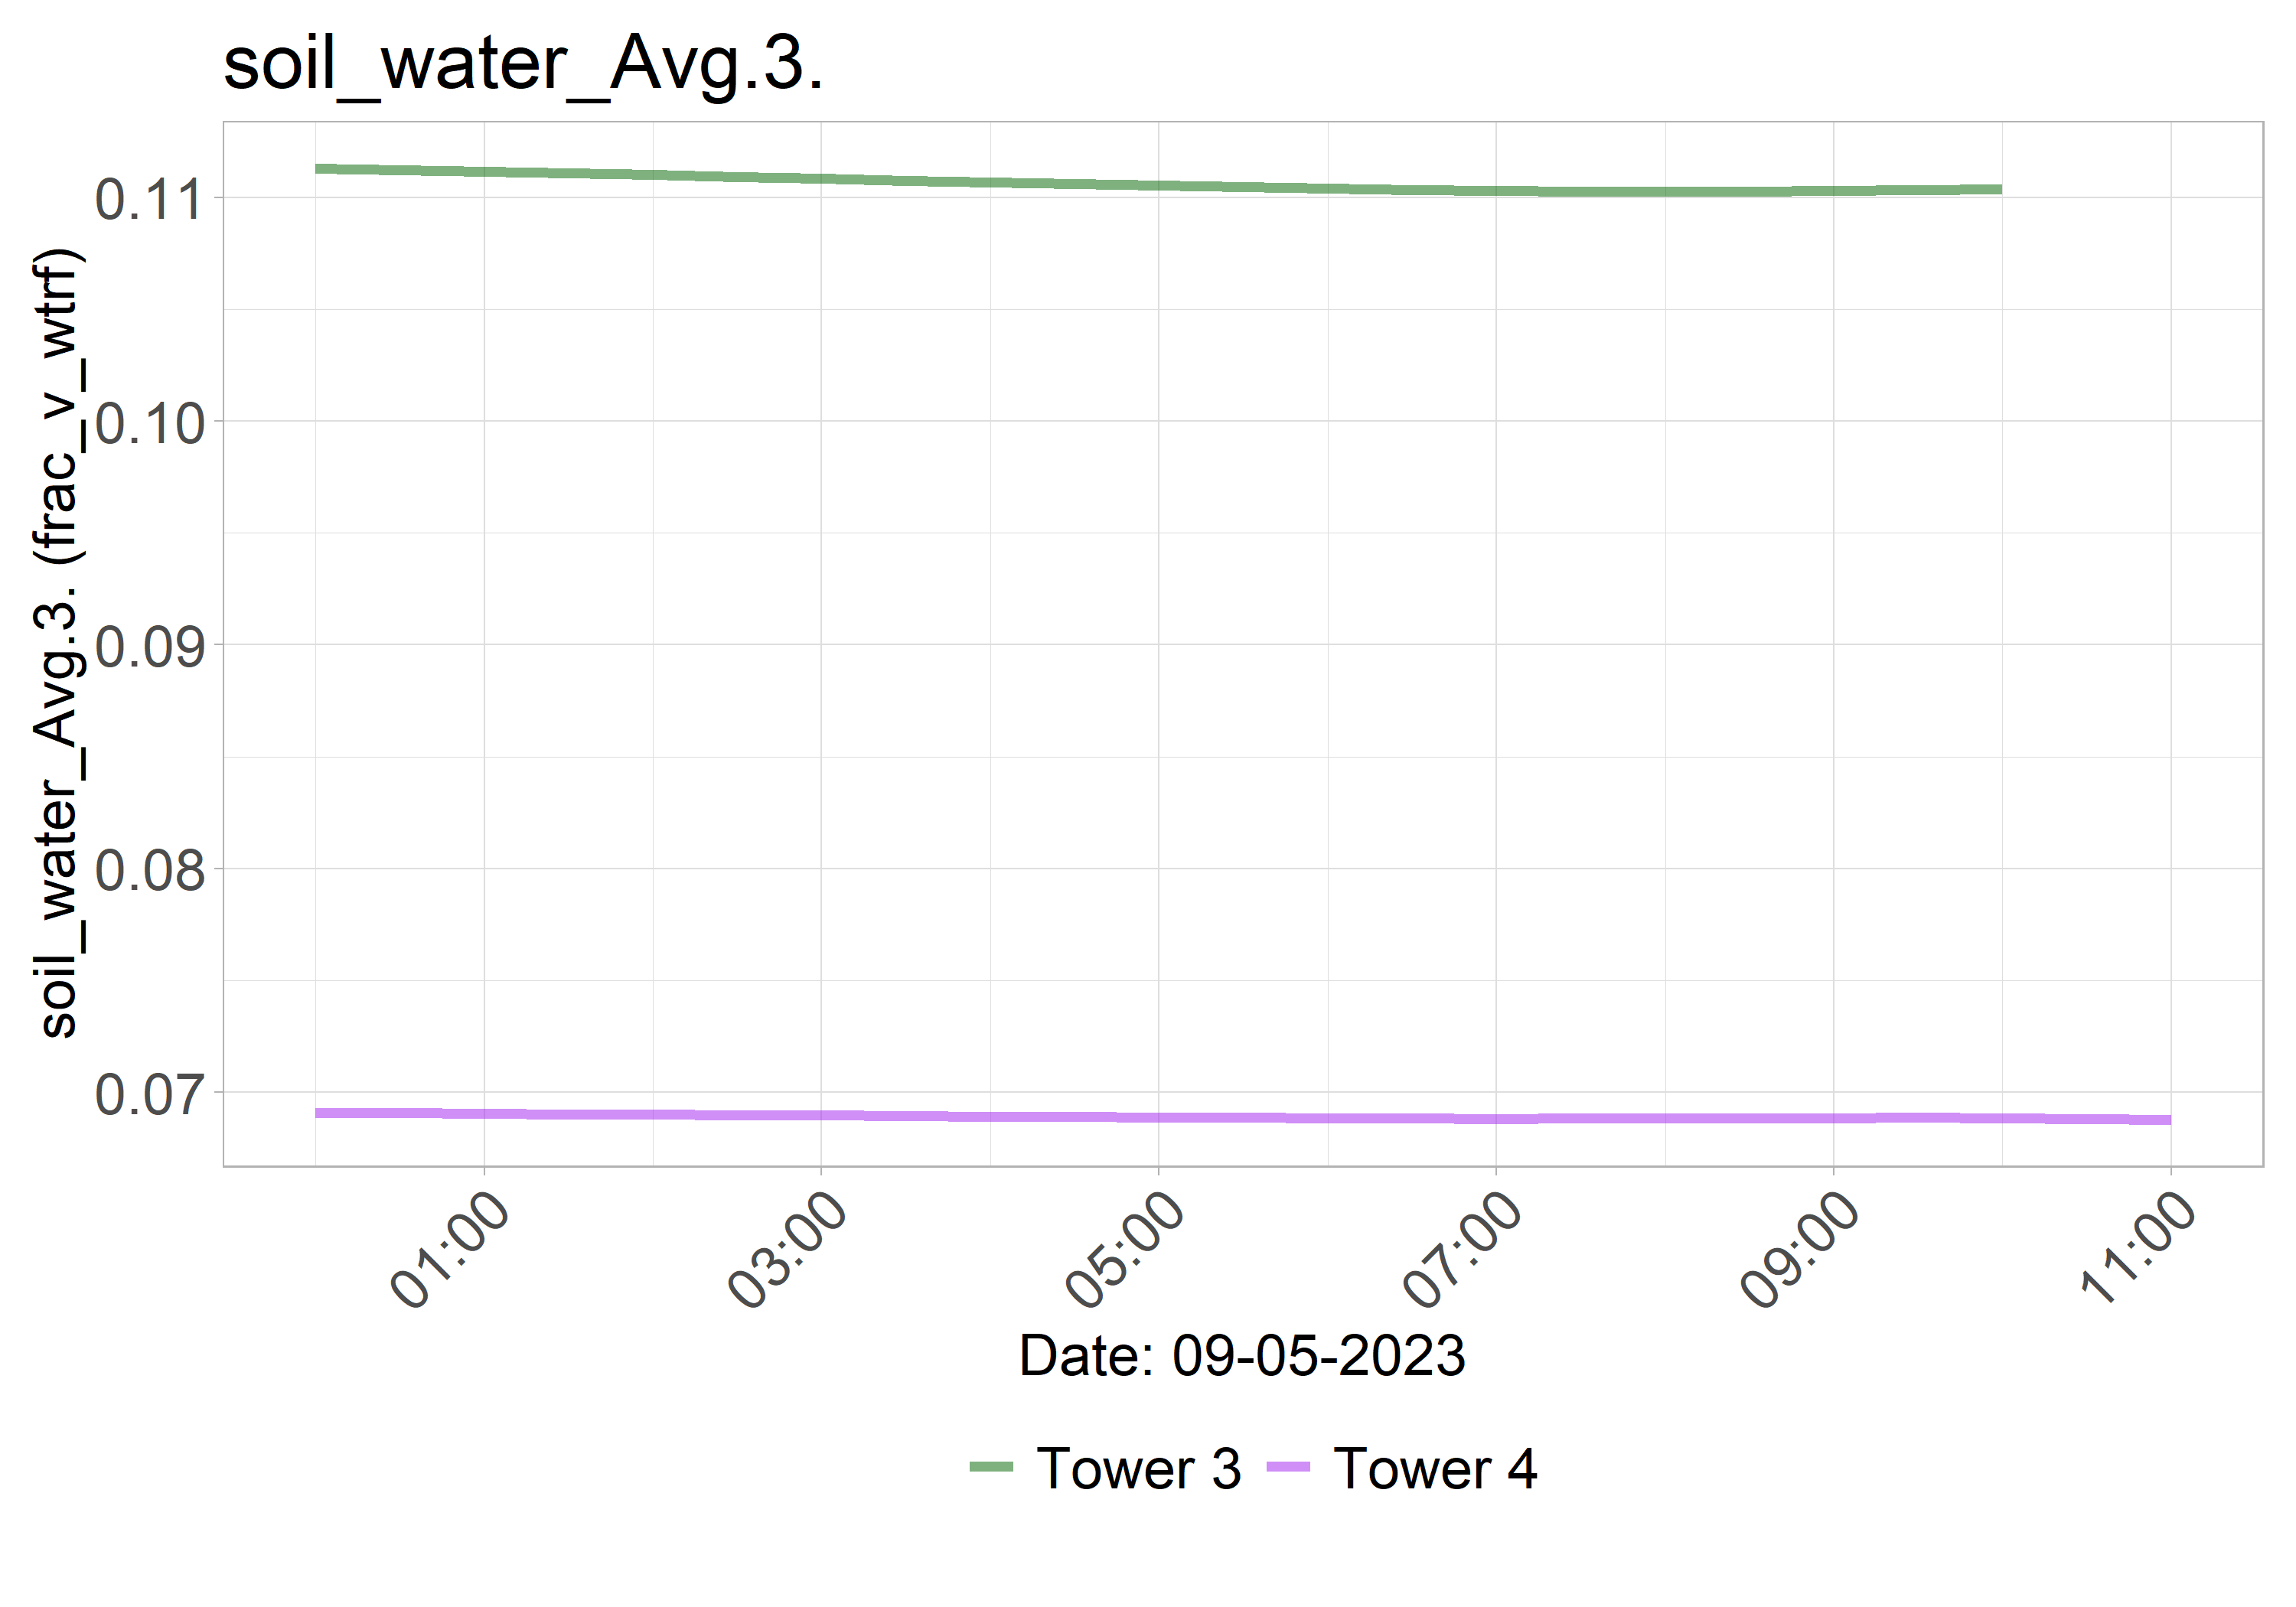 soil_water_Avg.3.
soil_water_Avg.3. (frac_v_wtrf)
0.11
0.10
0.09
0.08
0.07
01:00
03:00
05:00
07:00
09:00
11:00
Date: 09-05-2023
Tower 3
Tower 4